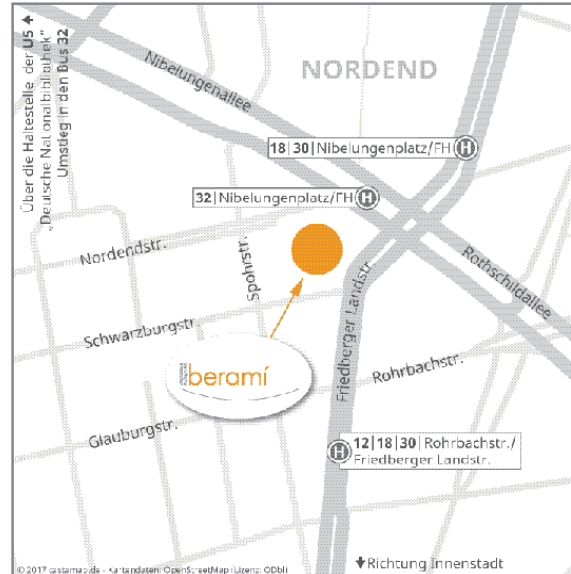 Über die Haltestelle der U5 ↑
„Deutsche Nationalbibliothek"
Umstieg in den Bus 32
Nibelungenallee
NORDEND
18|30|Nibelungenplatz/FH
H
32|Nibelungenplatz/FH
H
Nordendstr.
Spohrstr.
Friedberger Landstr.
Rothschildallee
Schwarzburgstr.
beramí
Rohrbachstr.
Glauburgstr.
H
12|18|30|Rohrbachstr./
Friedberger Landstr.
↓Richtung Innenstadt
© 2017 castamap.de – Kartendaten: OpenStreetMap (Lizenz: ODbl)